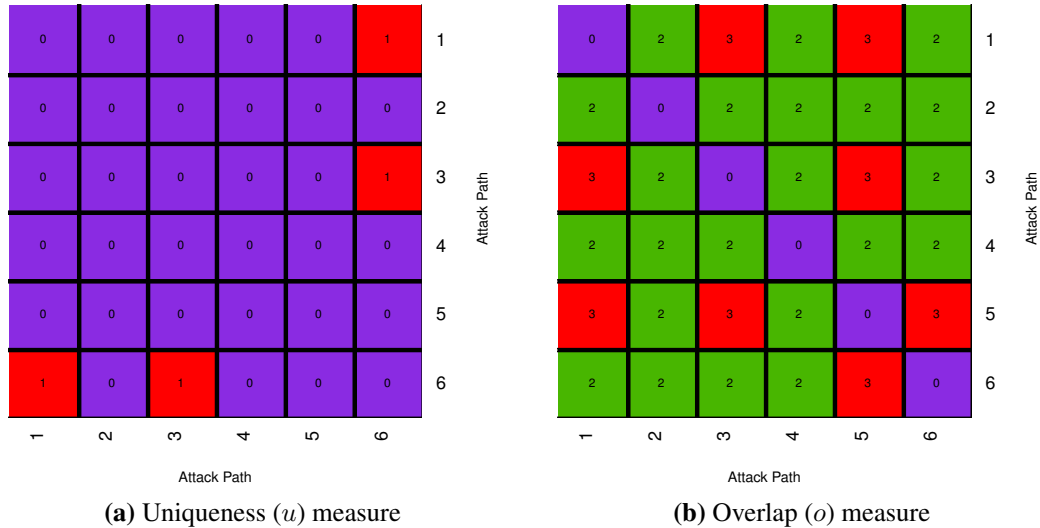 0 0 0 0 0 1 1
0 0 0 0 0 0 2
0 0 0 0 0 1 3
0 0 0 0 0 0 4
0 0 0 0 0 0 5
1 0 1 0 0 0 6
1 2 3 4 5 6
Attack Path
Attack Path
(a) Uniqueness (u) measure
0 2 3 2 3 2 1
2 0 2 2 2 2 2
3 2 0 2 3 2 3
2 2 2 0 2 2 4
3 2 3 2 0 3 5
2 2 2 2 3 0 6
1 2 3 4 5 6
Attack Path
Attack Path
(b) Overlap (o) measure